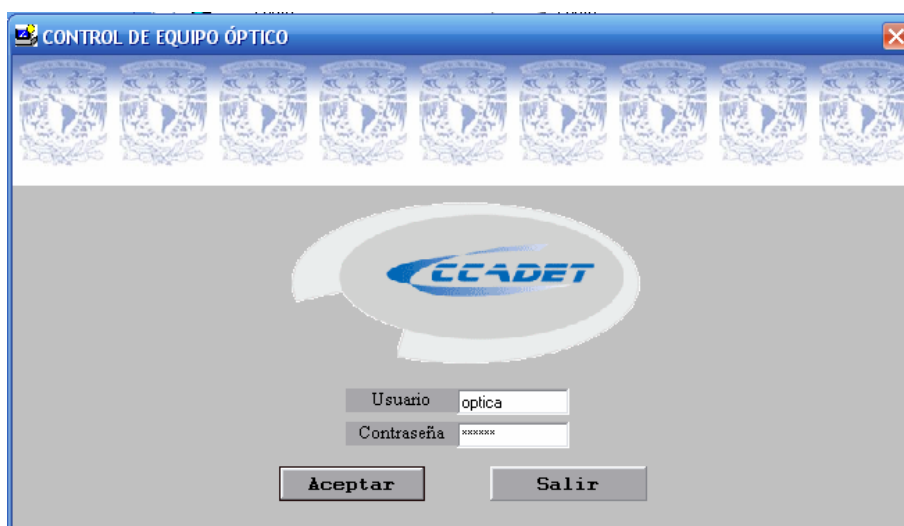 CONTROL DE EQUIPO ÓPTICO
CCADET
Usuario optica
Contraseña ******
Aceptar Salir